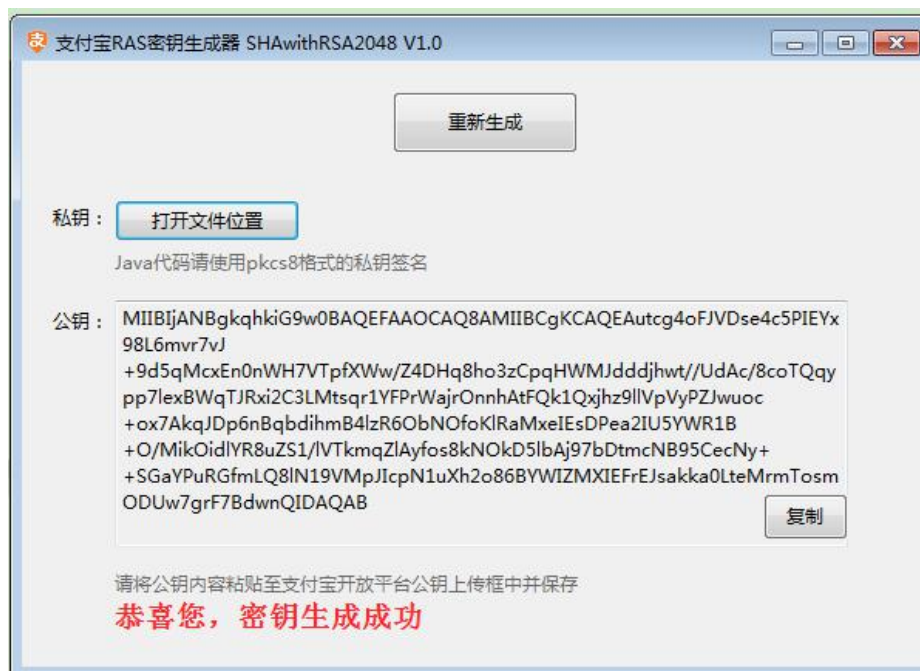 支付宝RAS密钥生成器 SHAwithRSA2048 V1.0
重新生成
私钥： 打开文件位置
Java代码请使用pkcs8格式的私钥签名
公钥： MIIBIjANBgkqhkiG9w0BAQEFAAOCAQ8AMIIBCgKCAQEAutcg4oFJVDse4c5PIEYx
98L6mvr7vJ
+9d5qMcxEn0nWH7VTpfXWw/Z4DHq8ho3zCpqHWMJdddjhwt//UdAc/8coTQqy
pp7lexBWqTJRxi2C3LMtsqr1YFPrWajrOnnhAtFQk1Qxjhz9llVpVyPZJwuoc
+ox7AkqJDp6nBqbdihmB4lzR6ObNOfoKlRaMxeIEsDPea2IU5YWR1B
+O/MikOidlYR8uZS1/lVTkmqZlAyfos8kNOkD5lbAj97bDtmcNB95CecNy+
+SGaYPuRGfmLQ8lN19VMpJIcpN1uXh2o86BYWIZMXIEFrEJsakka0LteMrmTosm
ODUw7grF7BdwnQIDAQAB
复制
请将公钥内容粘贴至支付宝开放平台公钥上传框中并保存
恭喜您，密钥生成成功